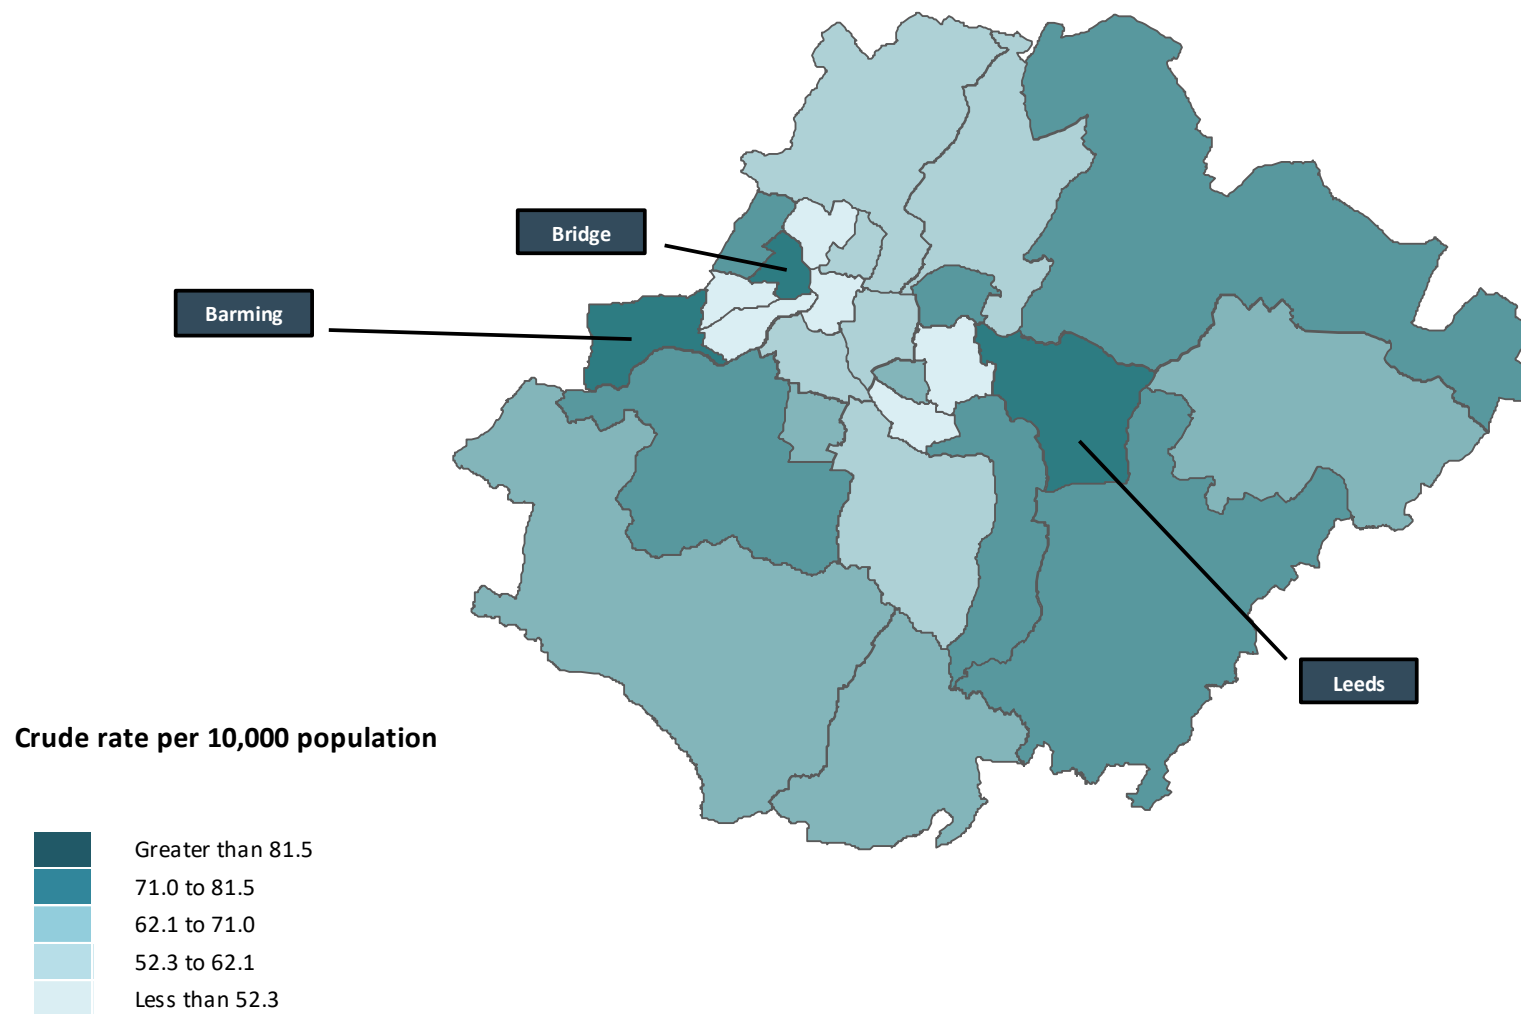 Bridge
Barming
Leeds
Crude rate per 10,000 population
Greater than 81.5
71.0 to 81.5
62.1 to 71.0
52.3 to 62.1
Less than 52.3